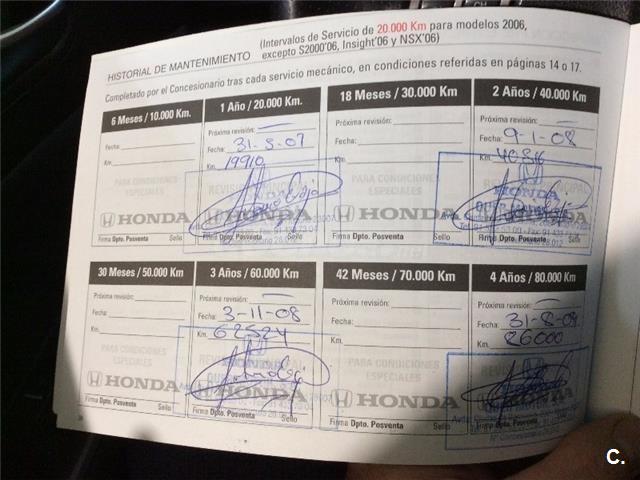 HISTORIAL DE MANTENIMIENTO
(Intervalos de Servicio de 20.000 Km para modelos 2006,
excepto S2000'06, Insight'06 y NSX'06)
Completado por el Concesionario tras cada servicio mecánico, en condiciones referidas en páginas 14 o 17.
6 Meses / 10.000 Km.
Fecha:
Km.
PARA CONDICIONES
ESPECIALES
HONDA
Firma Dpto. Posventa Sello
1 Año / 20.000 Km.
Próxima revisión:
Fecha: 31-5-07
Km. 19910
HONDA
Firma Dpto. Posventa Sello
18 Meses / 30.000 Km
Próxima revisión:
Fecha:
Km.
PARA CONDICIONES
ESPECIALES
HONDA
Firma Dpto. Posventa Sello
2 Años / 40.000 Km
Próxima revisión:
Fecha: 9-1-08
Km.
HONDA
Firma Dpto. Posventa Sello
30 Meses / 50.000 Km
Próxima revisión:
Fecha:
Km.
PARA CONDICIONES
ESPECIALES
HONDA
Firma Dpto. Posventa Sello
3 Años / 60.000 Km
Próxima revisión:
Fecha: 3-11-08
Km. 62524
HONDA
Firma Dpto. Posventa Sello
42 Meses / 70.000 Km
Próxima revisión:
Fecha:
Km.
PARA CONDICIONES
ESPECIALES
HONDA
Firma Dpto. Posventa Sello
4 Años / 80.000 Km
Próxima revisión:
Fecha: 31-8-09
Km. 86000
Firma Dpto. Posventa
C.